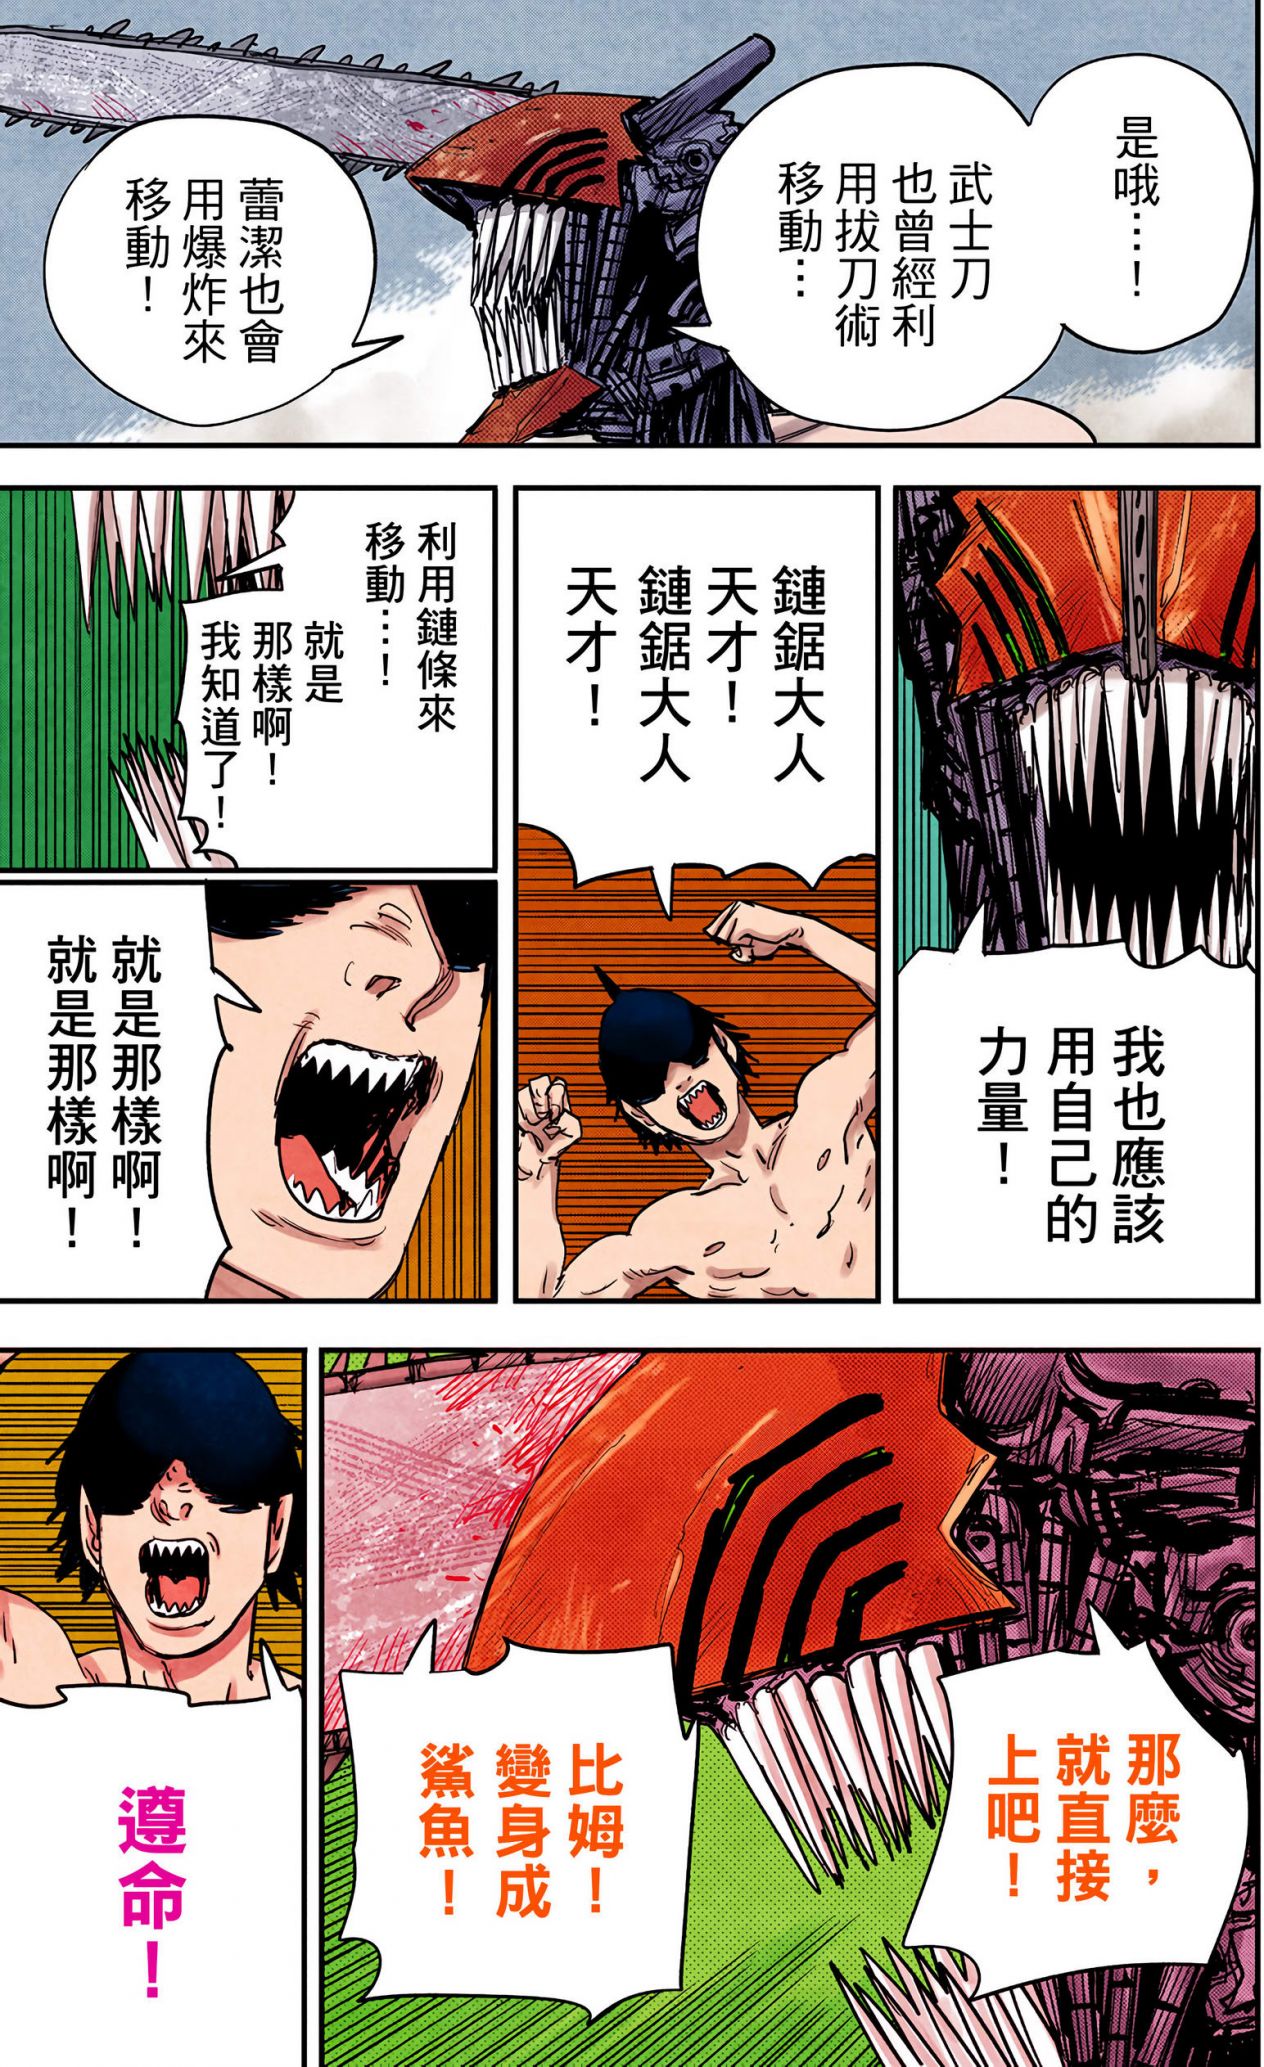 是哦…！
武士刀
也曾經利
用拔刀術
移動…
蕾潔也會
用爆炸來
移動！
我也應該
用自己的
力量！
鏈鋸大人
天才！
鏈鋸大人
天才！
利用鏈條來
移動…！
就是
那樣啊！
我知道了！
就是那樣啊！
就是那樣啊！
那麼，
就直接
上吧！
比姆！
變身成
鯊魚！
遵命！